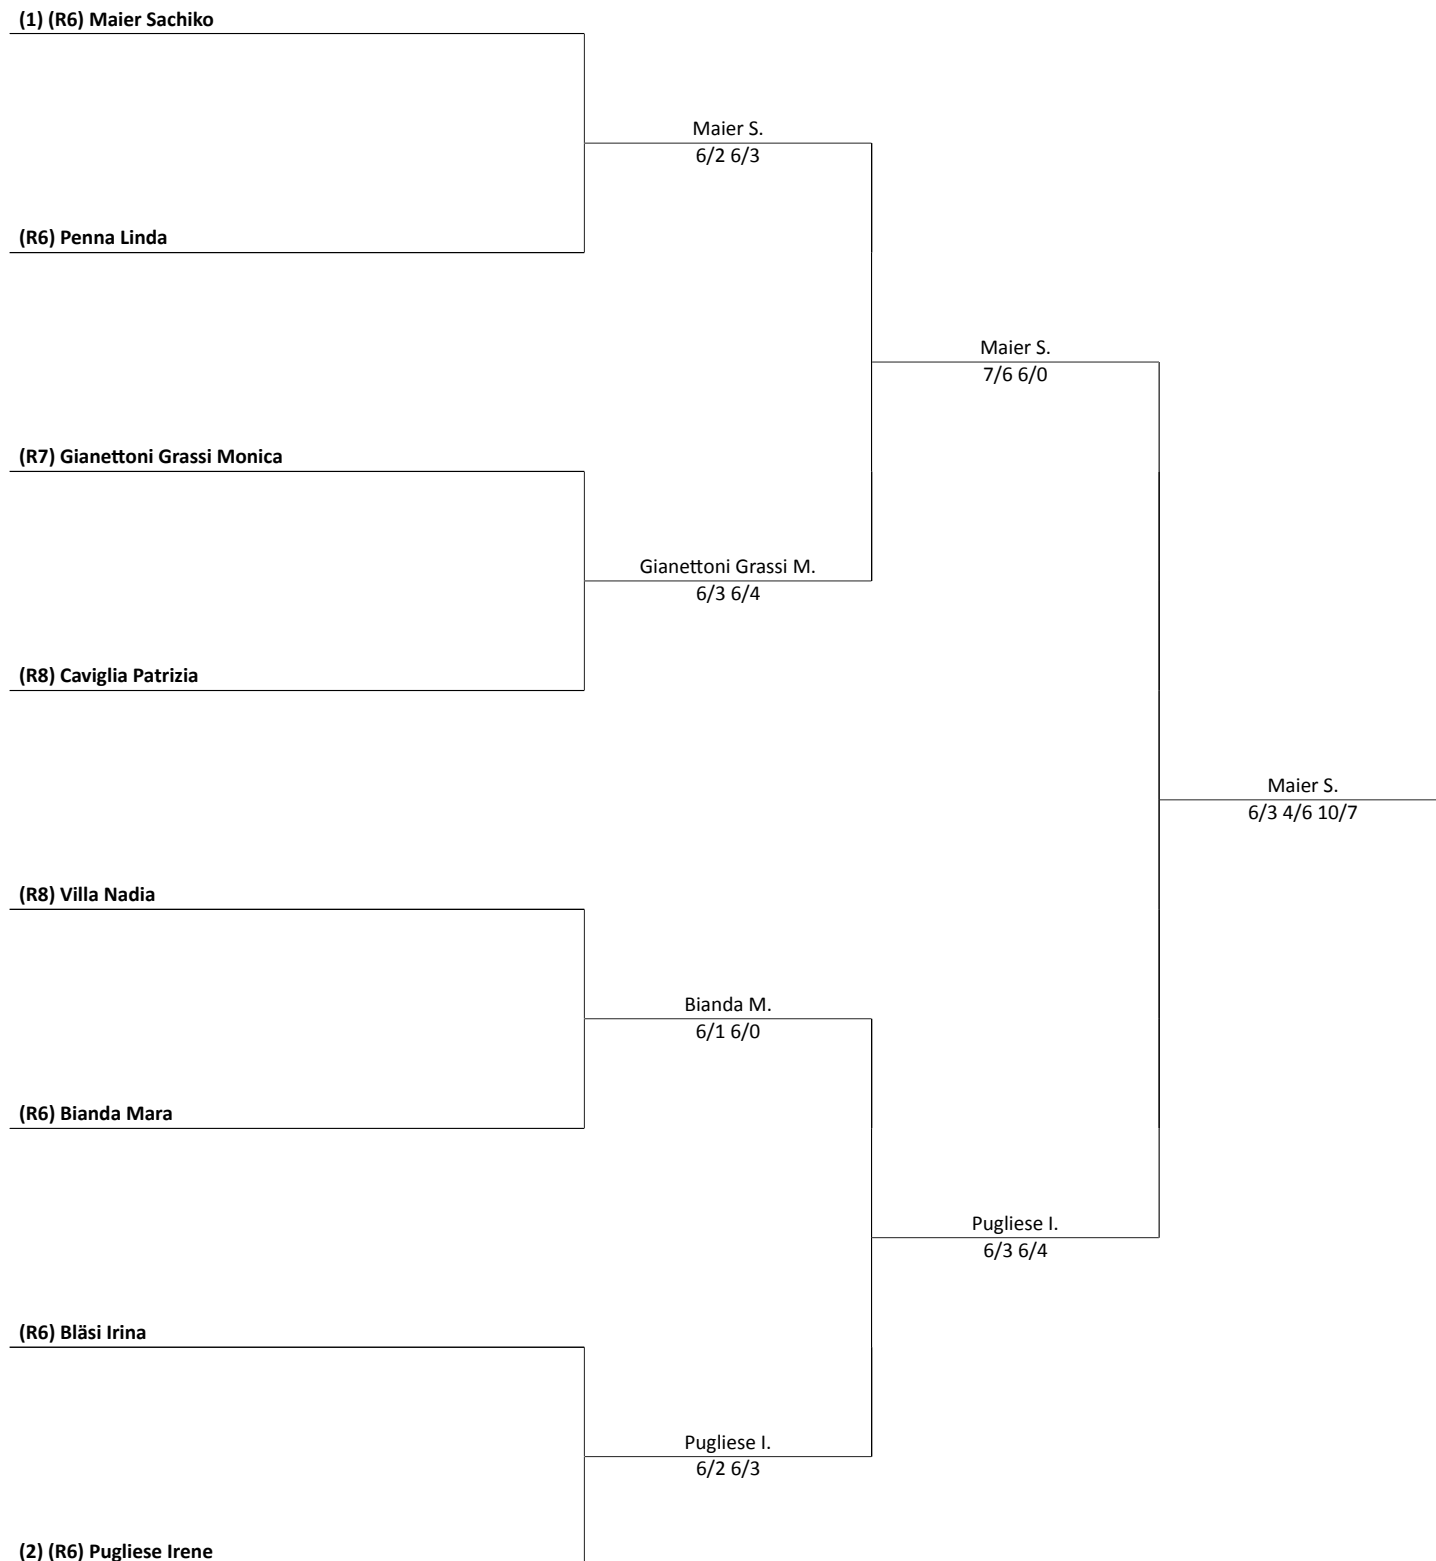 (1) (R6) Maier Sachiko
Maier S.
6/2 6/3
(R6) Penna Linda
Maier S.
7/6 6/0
(R7) Gianettoni Grassi Monica
Gianettoni Grassi M.
6/3 6/4
(R8) Caviglia Patrizia
Maier S.
6/3 4/6 10/7
(R8) Villa Nadia
Bianda M.
6/1 6/0
(R6) Bianda Mara
Pugliese I.
6/3 6/4
(R6) Bläsi Irina
Pugliese I.
6/2 6/3
(2) (R6) Pugliese Irene